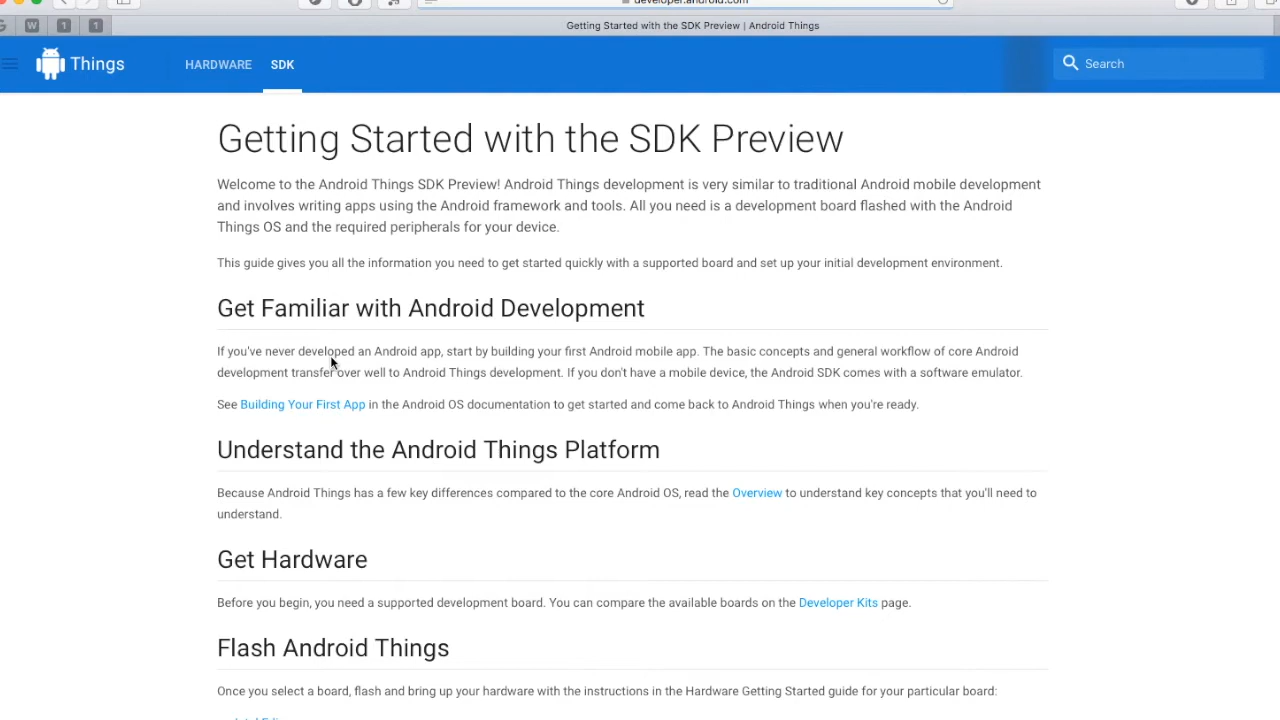 developer.android.com
W 1 1 Getting Started with the SDK Preview | Android Things
Things HARDWARE SDK Search
Getting Started with the SDK Preview
Welcome to the Android Things SDK Preview! Android Things development is very similar to traditional Android mobile development
and involves writing apps using the Android framework and tools. All you need is a development board flashed with the Android
Things OS and the required peripherals for your device.
This guide gives you all the information you need to get started quickly with a supported board and set up your initial development environment.
Get Familiar with Android Development
If you've never developed an Android app, start by building your first Android mobile app. The basic concepts and general workflow of core Android
development transfer over well to Android Things development. If you don't have a mobile device, the Android SDK comes with a software emulator.
See Building Your First App in the Android OS documentation to get started and come back to Android Things when you're ready.
Understand the Android Things Platform
Because Android Things has a few key differences compared to the core Android OS, read the Overview to understand key concepts that you'll need to
understand.
Get Hardware
Before you begin, you need a supported development board. You can compare the available boards on the Developer Kits page.
Flash Android Things
Once you select a board, flash and bring up your hardware with the instructions in the Hardware Getting Started guide for your particular board: